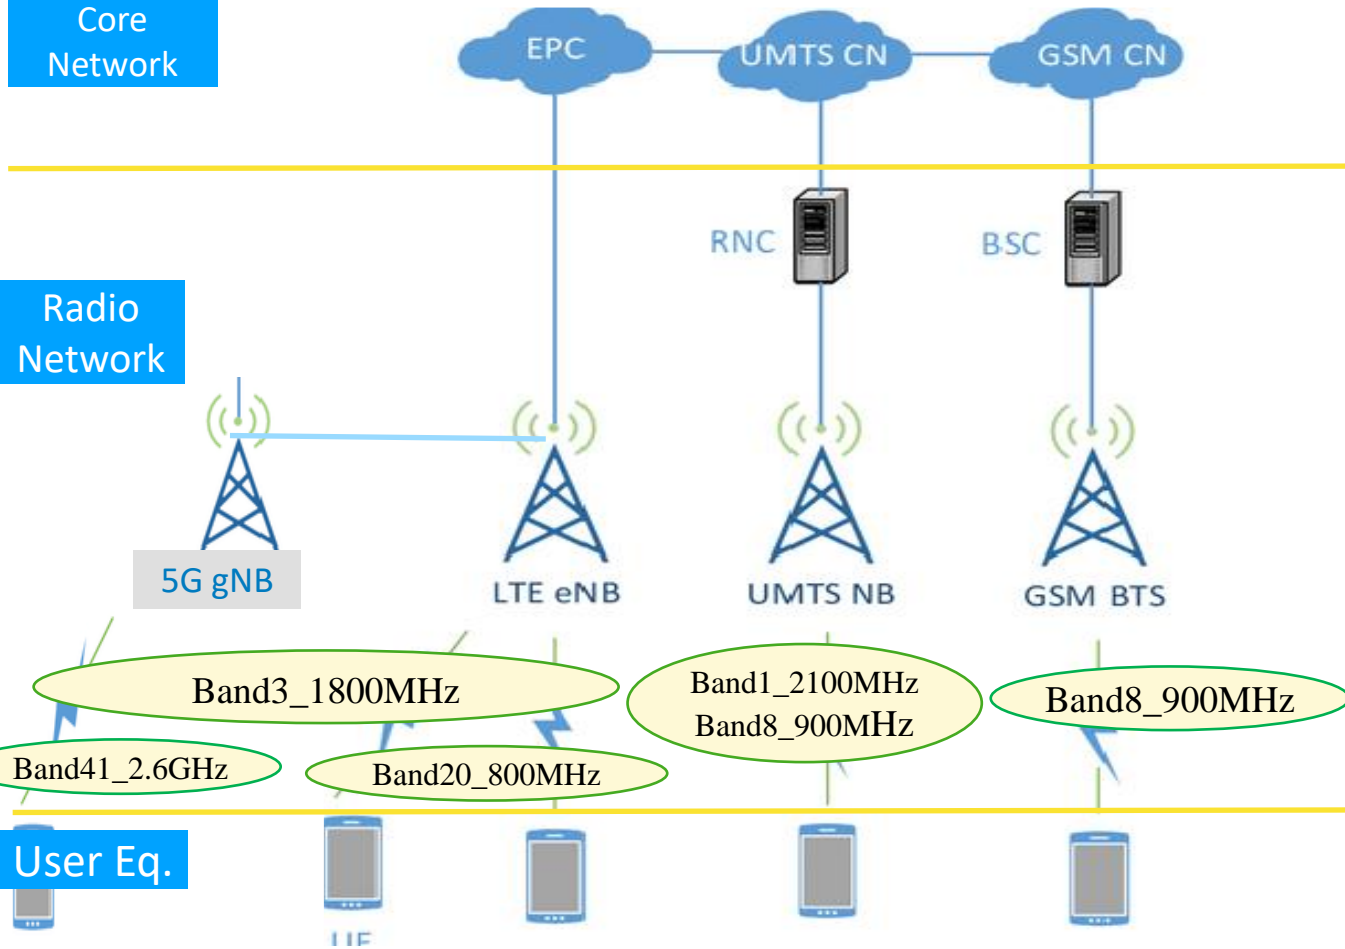 Core
Network
EPC
UMTS CN
GSM CN
RNC
BSC
Radio
Network
5G gNB
LTE eNB
UMTS NB
GSM BTS
Band3_1800MHz
Band1_2100MHz
Band8_900MHz
Band8_900MHz
Band41_2.6GHz
Band20_800MHz
User Eq.
UE